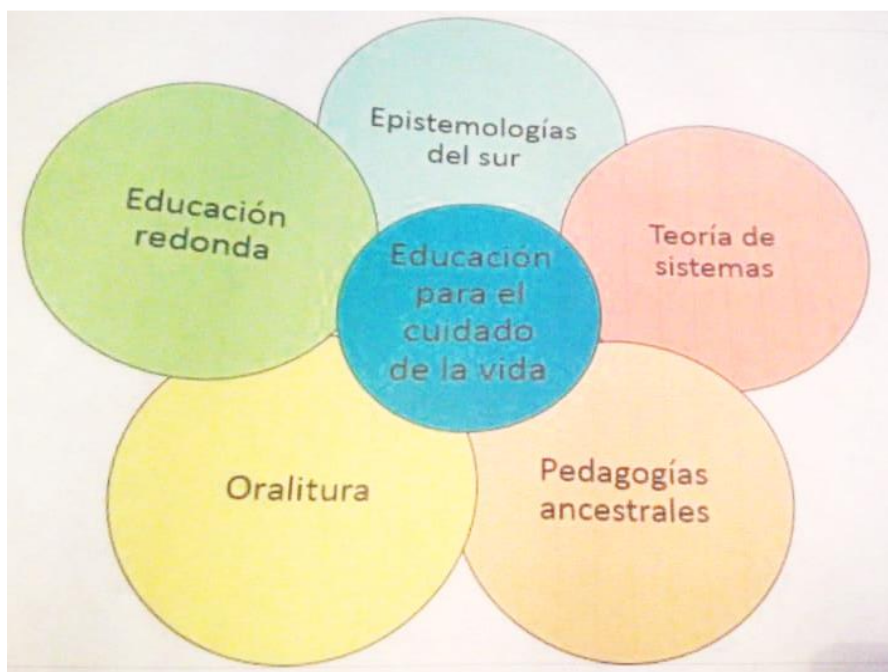 Epistemologías
del sur
Educación
redonda
Teoría de
sistemas
Educación
para el
cuidado
de la vida
Oralitura
Pedagogías
ancestrales